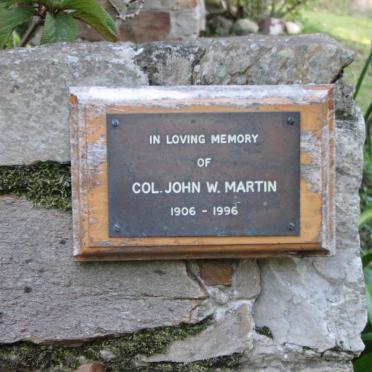 IN LOVING MEMORY
OF
COL. JOHN W. MARTIN
1906 - 1996